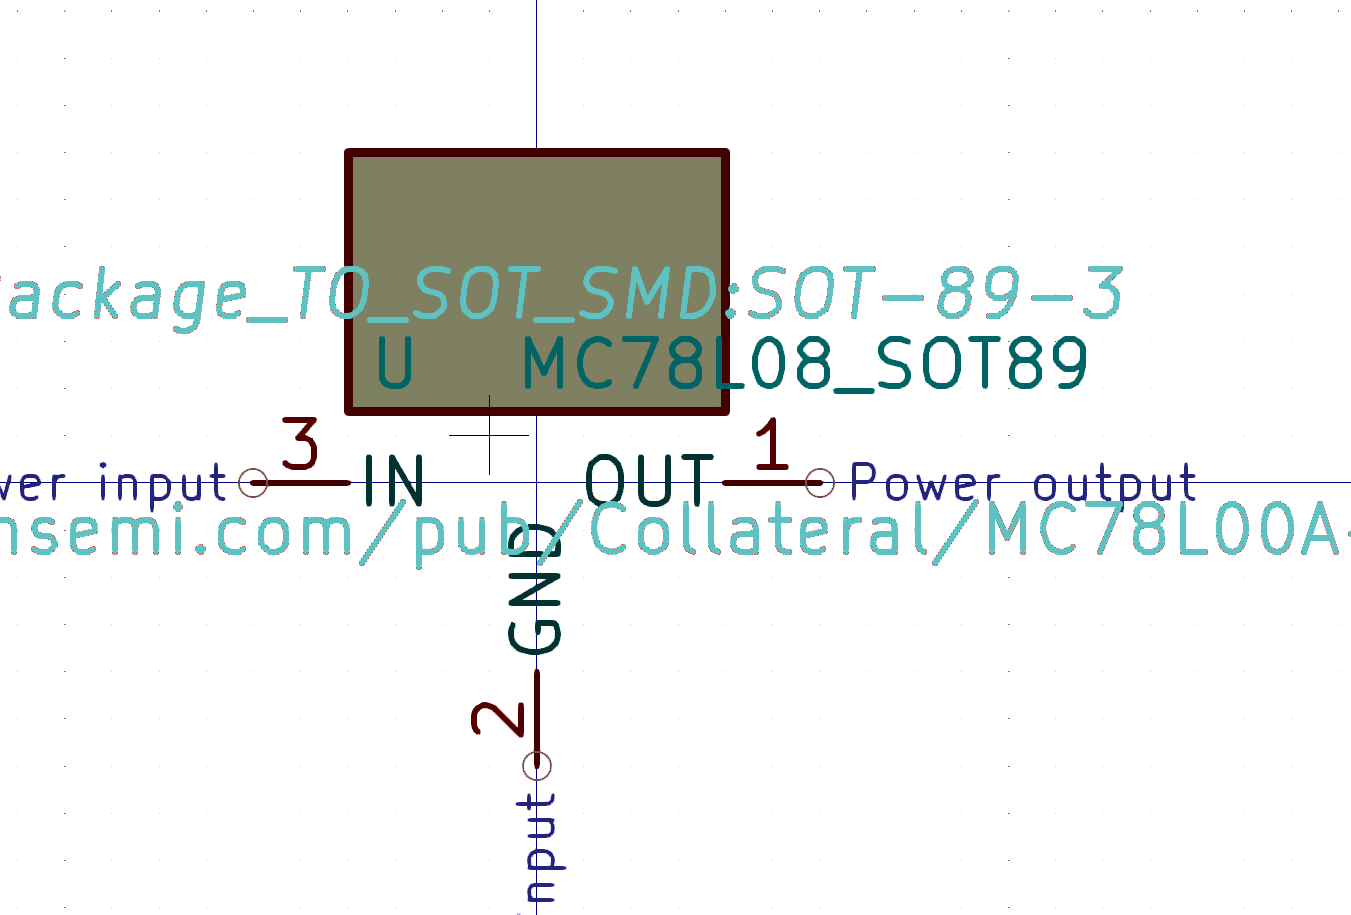 ackage_TO_SOT_SMD:SOT-89-3
U MC78L08_SOT89
3 1
wer input IN OUT Power output
nsemi.com/pub/Collateral/MC78L00A-
GND
2
input